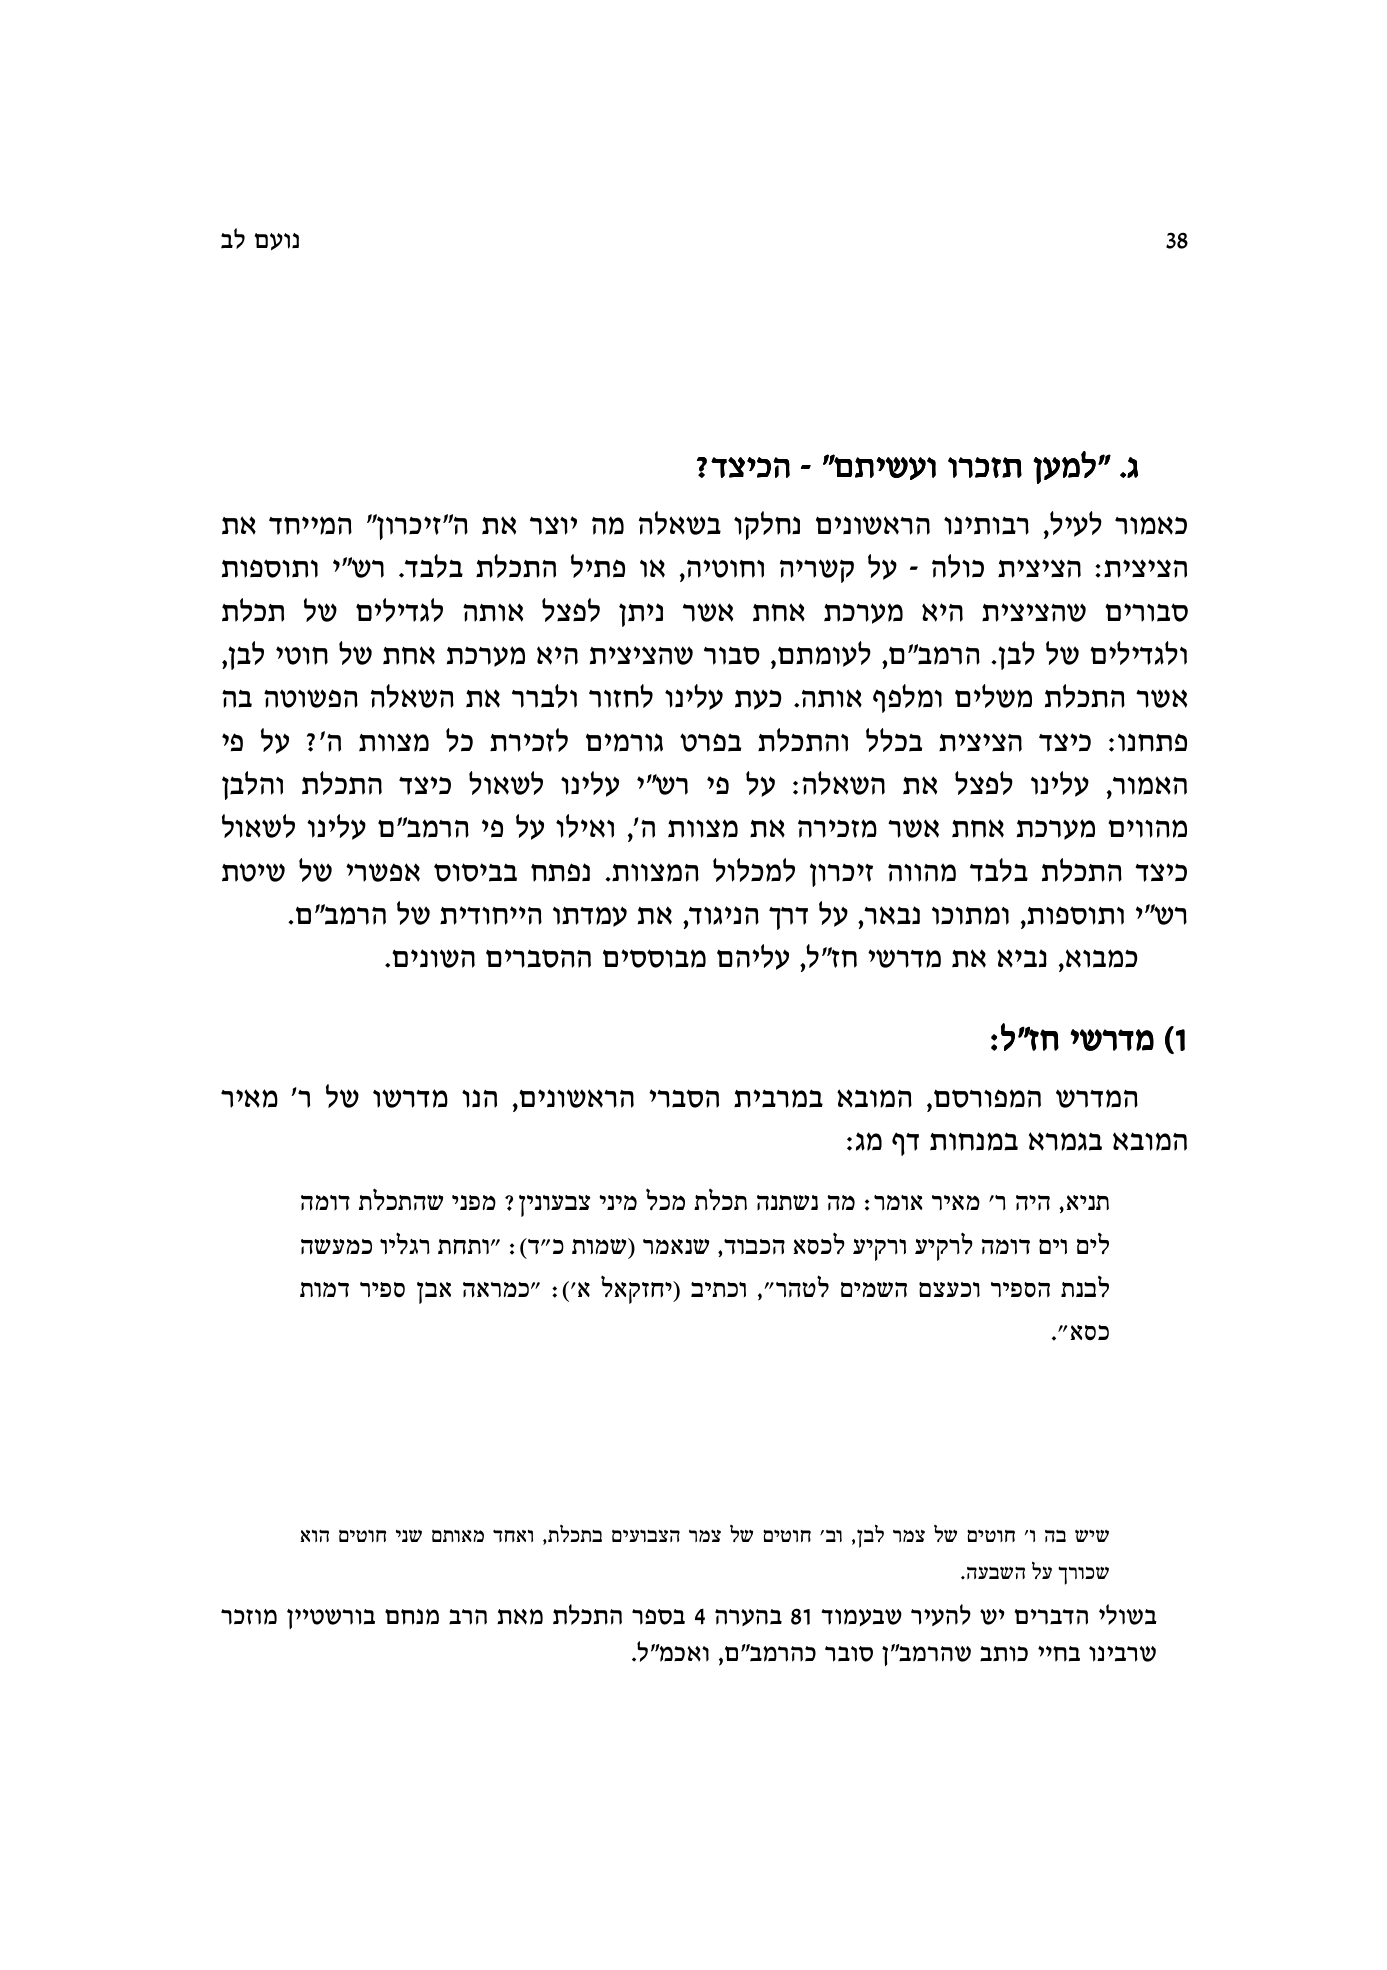 38 נועם לב
ג. "למען תזכרו ועשיתם" - הכיצד?
כאמור לעיל, רבותינו הראשונים נחלקו בשאלה מה יוצר את ה"זיכרון" המייחד את
הציצית: הציצית כולה - על קשריה וחוטיה, או פתיל התכלת בלבד. רש"י ותוספות
סבורים שהציצית היא מערכת אחת אשר ניתן לפצל אותה לגדילים של תכלת
ולגדילים של לבן. הרמב"ם, לעומתם, סבור שהציצית היא מערכת אחת של חוטי לבן,
אשר התכלת משלים ומלפף אותה. כעת עלינו לחזור ולברר את השאלה הפשוטה בה
פתחנו: כיצד הציצית בכלל והתכלת בפרט גורמים לזכירת כל מצוות ה'? על פי
האמור, עלינו לפצל את השאלה: על פי רש"י עלינו לשאול כיצד התכלת והלבן
מהווים מערכת אחת אשר מזכירה את מצוות ה', ואילו על פי הרמב"ם עלינו לשאול
כיצד התכלת בלבד מהווה זיכרון למכלול המצוות. נפתח בביסוס אפשרי של שיטת
רש"י ותוספות, ומתוכו נבאר, על דרך הניגוד, את עמדתו הייחודית של הרמב"ם.
כמבוא, נביא את מדרשי חז"ל, עליהם מבוססים ההסברים השונים.
1) מדרשי חז"ל:
המדרש המפורסם, המובא במרבית הסברי הראשונים, הנו מדרשו של ר' מאיר
המובא בגמרא במנחות דף מג:
תניא, היה ר' מאיר אומר: מה נשתנה תכלת מכל מיני צבעונין? מפני שהתכלת דומה
לים וים דומה לרקיע ורקיע לכסא הכבוד, שנאמר (שמות כ"ד): "ותחת רגליו כמעשה
לבנת הספיר וכעצם השמים לטהר", וכתיב (יחזקאל א'): "כמראה אבן ספיר דמות
כסא".
שיש בה ו' חוטים של צמר לבן, וב' חוטים של צמר הצבועים בתכלת, ואחד מאותם שני חוטים הוא
שכורך על השבעה.
בשולי הדברים יש להעיר שבעמוד 81 בהערה 4 בספר התכלת מאת הרב מנחם בורשטיין מוזכר
שרבינו בחיי כותב שהרמב"ן סובר כהרמב"ם, ואכמ"ל.